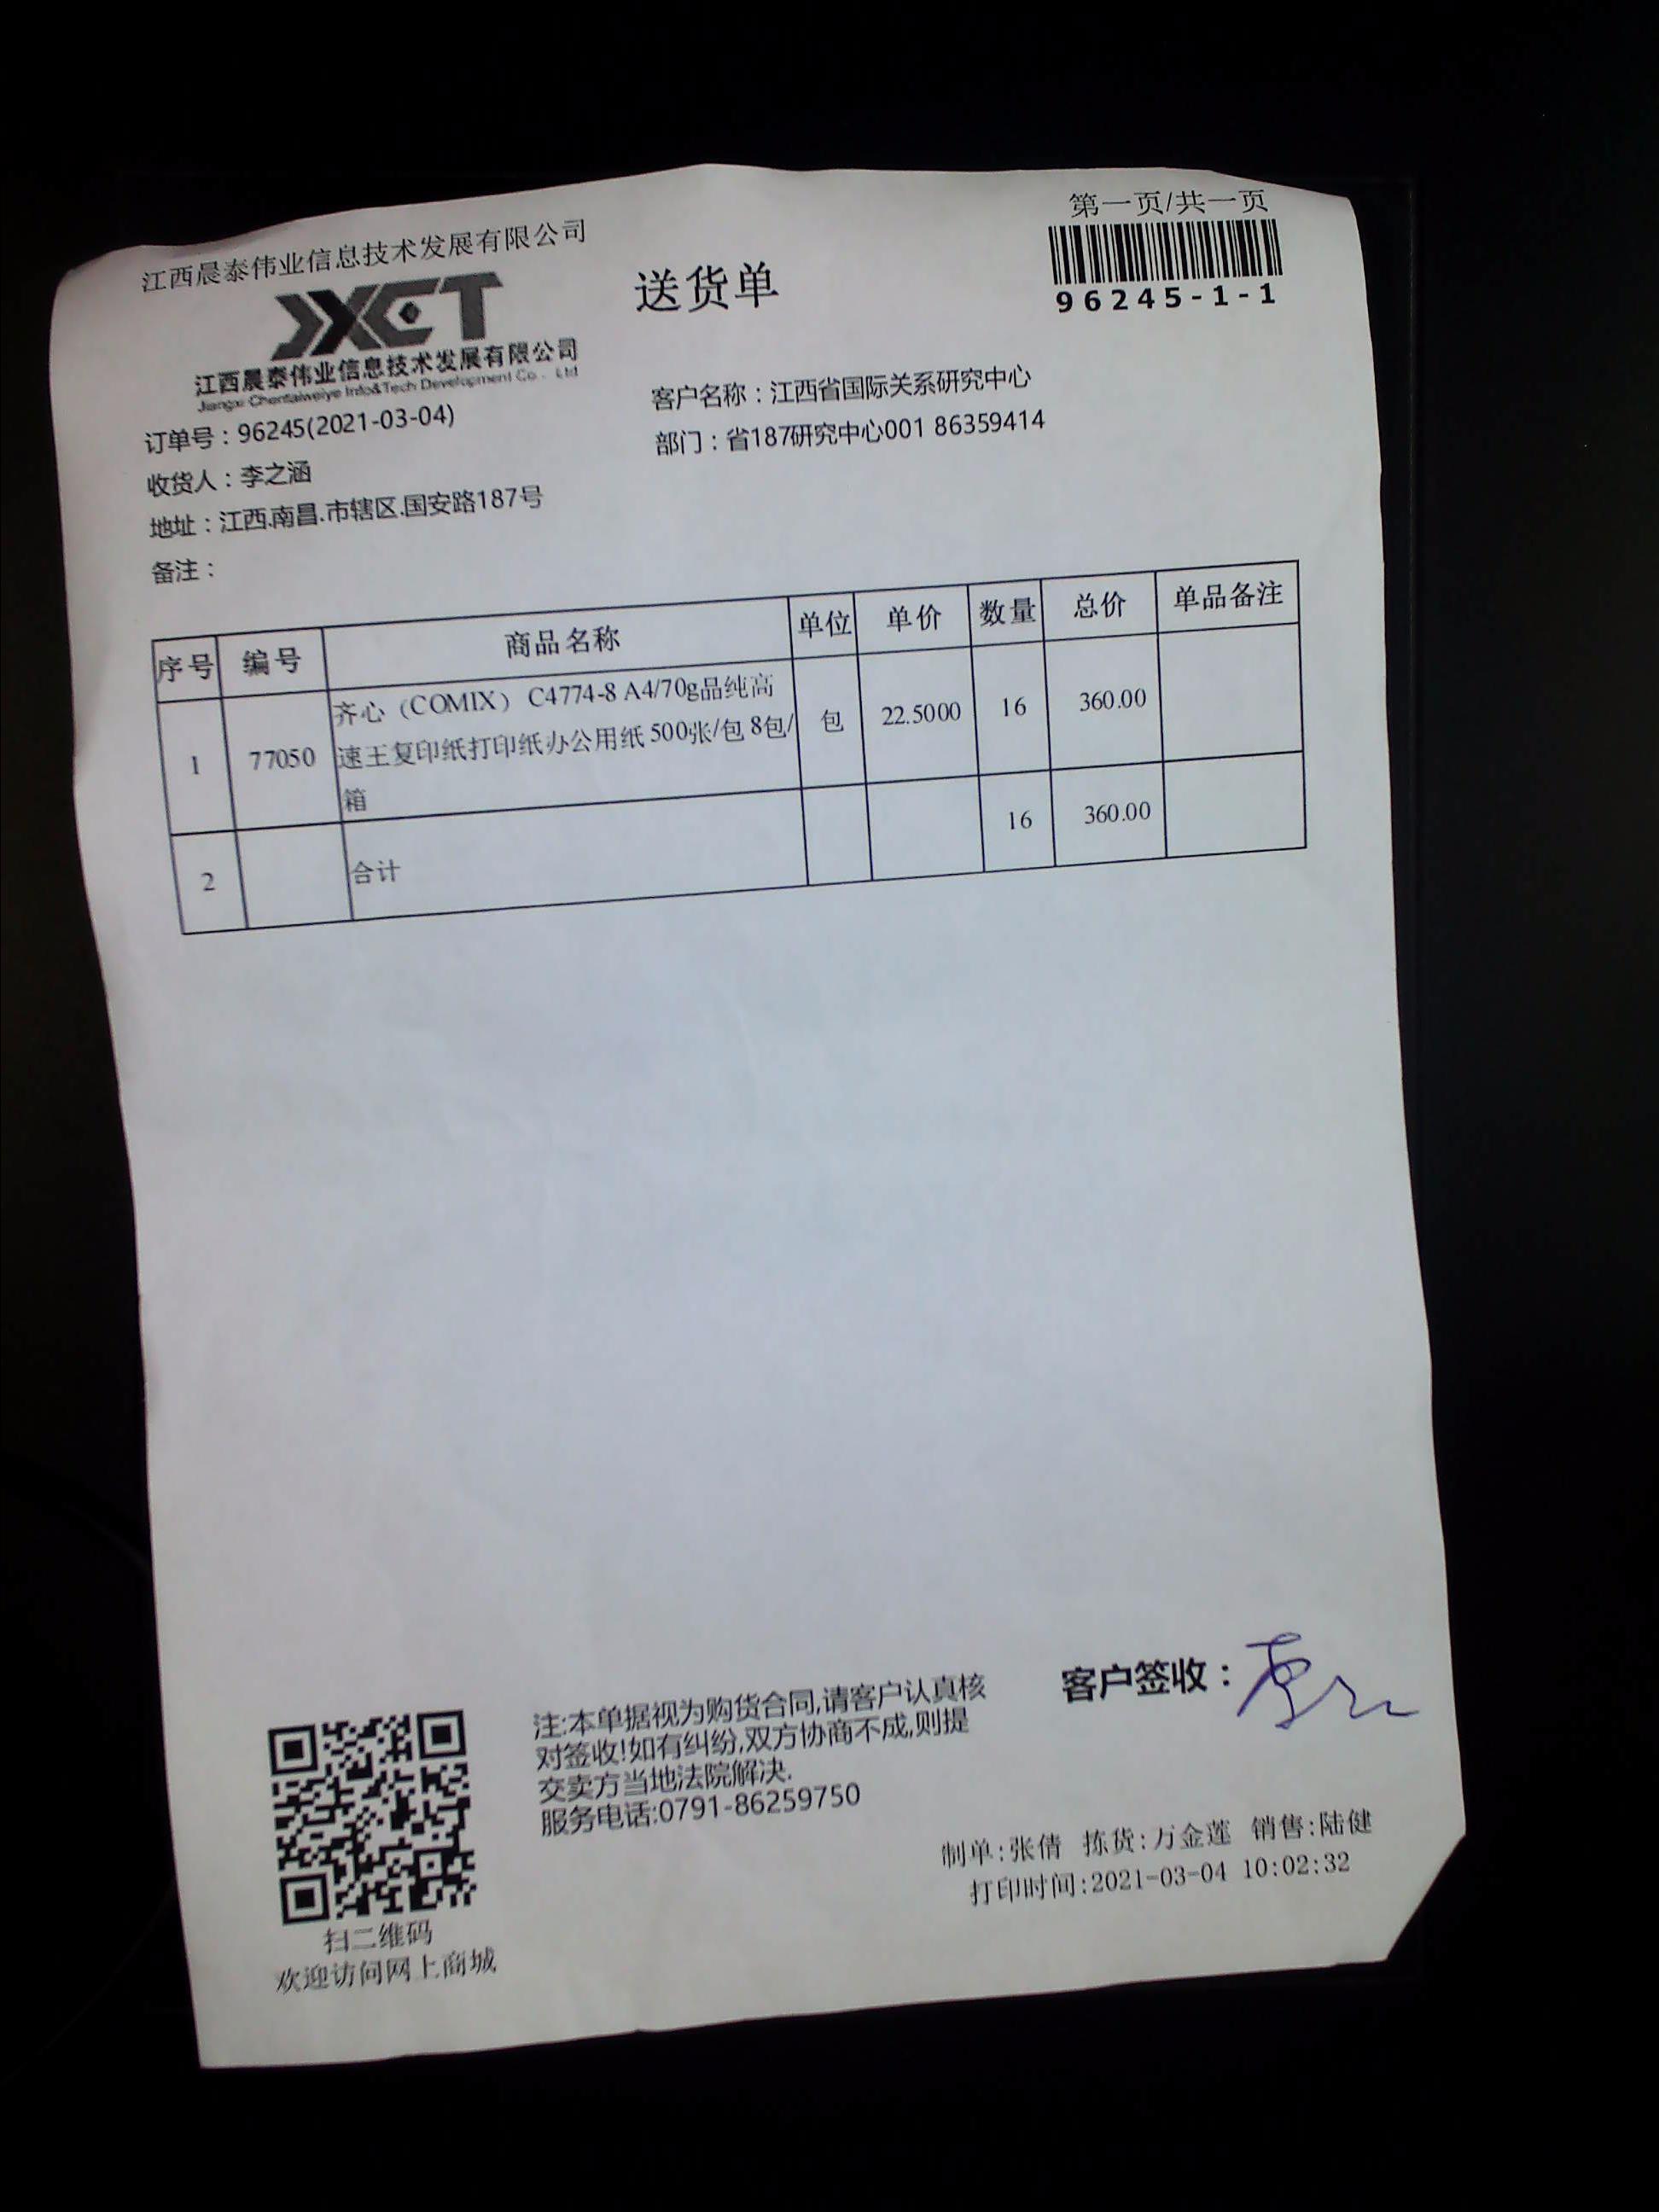 江西晨泰伟业信息技术发展有限公司
第一页/共一页
JXCT
送货单
96245-1-1
江西晨泰伟业信息技术发展有限公司
Jiangxi Chentaiweiye Info&Tech Development Co., Ltd
订单号：96245(2021-03-04)
客户名称：江西省国际关系研究中心
收货人：李之涵
部门：省187研究中心001 86359414
地址：江西.南昌.市辖区.国安路187号
备注：
序号 编号 商品名称 单位 单价 数量 总价 单品备注
1 77050 齐心（COMIX） C4774-8 A4/70g品纯高 包 22.5000 16 360.00
速王复印纸打印纸办公用纸 500张/包 8包/
箱
2 合计 16 360.00
客户签收：
注:本单据视为购货合同,请客户认真核
对签收!如有纠纷,双方协商不成,则提
交卖方当地法院解决.
服务电话:0791-86259750
制单:张倩 拣货:万金莲 销售:陆健
打印时间:2021-03-04 10:02:32
扫二维码
欢迎访问网上商城